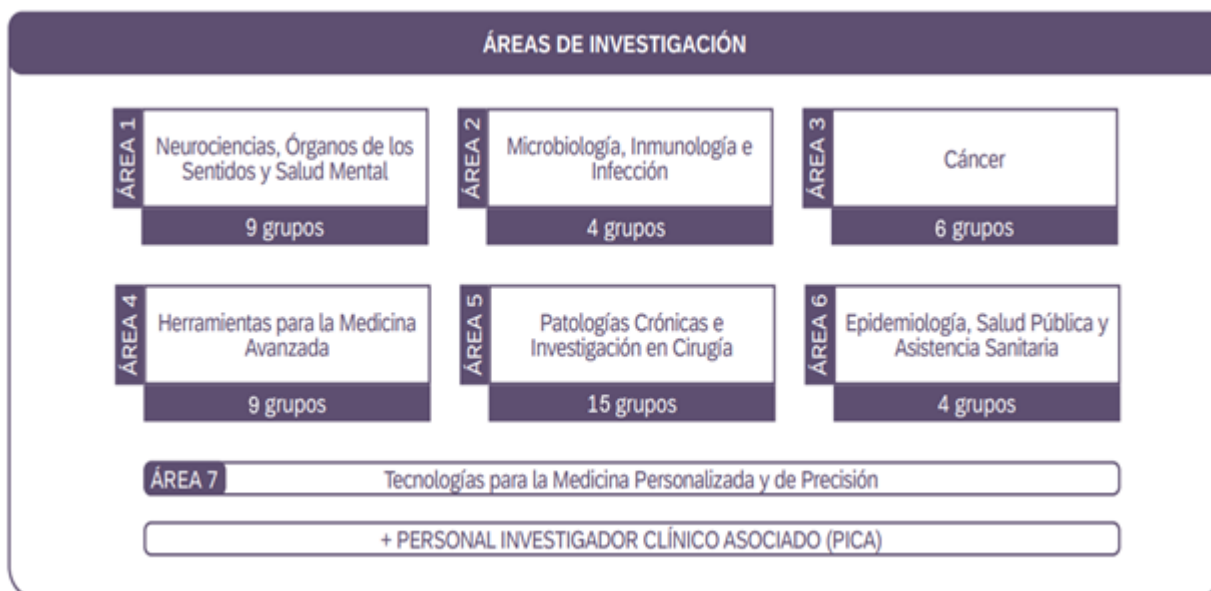 ÁREAS DE INVESTIGACIÓN
ÁREA 1
Neurociencias, Órganos de los
Sentidos y Salud Mental
9 grupos
ÁREA 2
Microbiología, Inmunología e
Infección
4 grupos
ÁREA 3
Cáncer
6 grupos
ÁREA 4
Herramientas para la Medicina
Avanzada
9 grupos
ÁREA 5
Patologías Crónicas e
Investigación en Cirugía
15 grupos
ÁREA 6
Epidemiología, Salud Pública y
Asistencia Sanitaria
4 grupos
ÁREA 7 Tecnologías para la Medicina Personalizada y de Precisión
+ PERSONAL INVESTIGADOR CLÍNICO ASOCIADO (PICA)